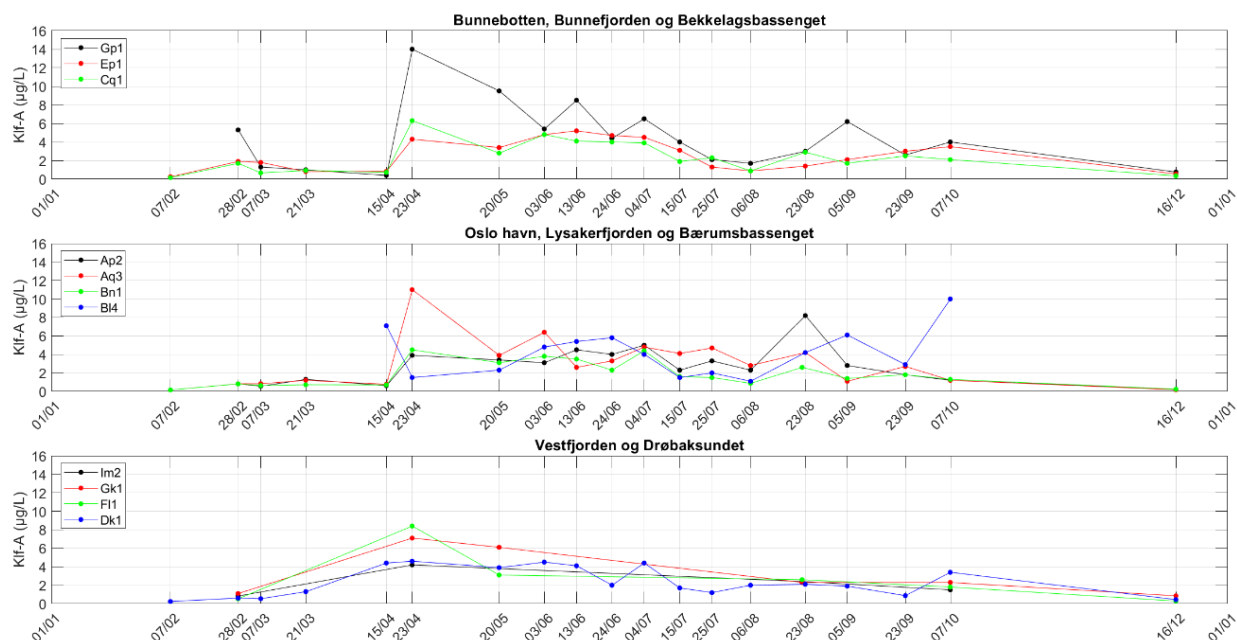 Bunnebotten, Bunnefjorden og Bekkelagsbassenget
Klf-A (µg/L)
16
14
12
10
8
6
4
2
0
Gp1
Ep1
Cq1
01/01 07/02 28/02 07/03 21/03 15/04 23/04 20/05 03/06 13/06 24/06 04/07 15/07 25/07 06/08 23/08 05/09 23/09 07/10 16/12 01/01
Oslo havn, Lysakerfjorden og Bærumsbassenget
Klf-A (µg/L)
16
14
12
10
8
6
4
2
0
Ap2
Aq3
Bn1
Bl4
01/01 07/02 28/02 07/03 21/03 15/04 23/04 20/05 03/06 13/06 24/06 04/07 15/07 25/07 06/08 23/08 05/09 23/09 07/10 16/12 01/01
Vestfjorden og Drøbaksundet
Klf-A (µg/L)
16
14
12
10
8
6
4
2
0
Im2
Gk1
Fl1
Dk1
01/01 07/02 28/02 07/03 21/03 15/04 23/04 20/05 03/06 13/06 24/06 04/07 15/07 25/07 06/08 23/08 05/09 23/09 07/10 16/12 01/01